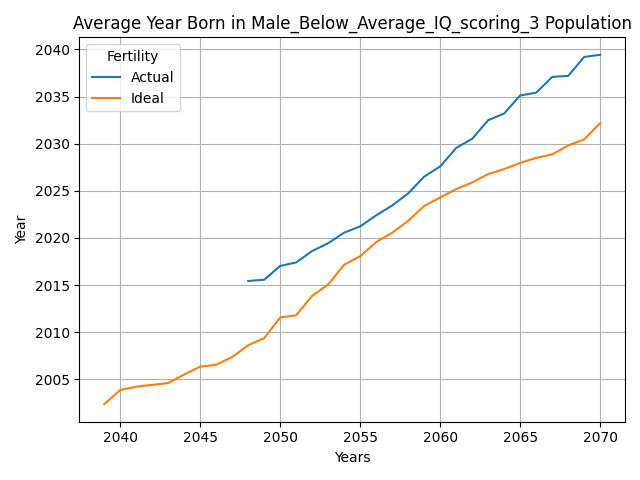 Average Year Born in Male_Below_Average_IQ_scoring_3 Population
Fertility
Actual
Ideal
2040
2035
2030
2025
2020
2015
2010
2005
Year
2040 2045 2050 2055 2060 2065 2070
Years